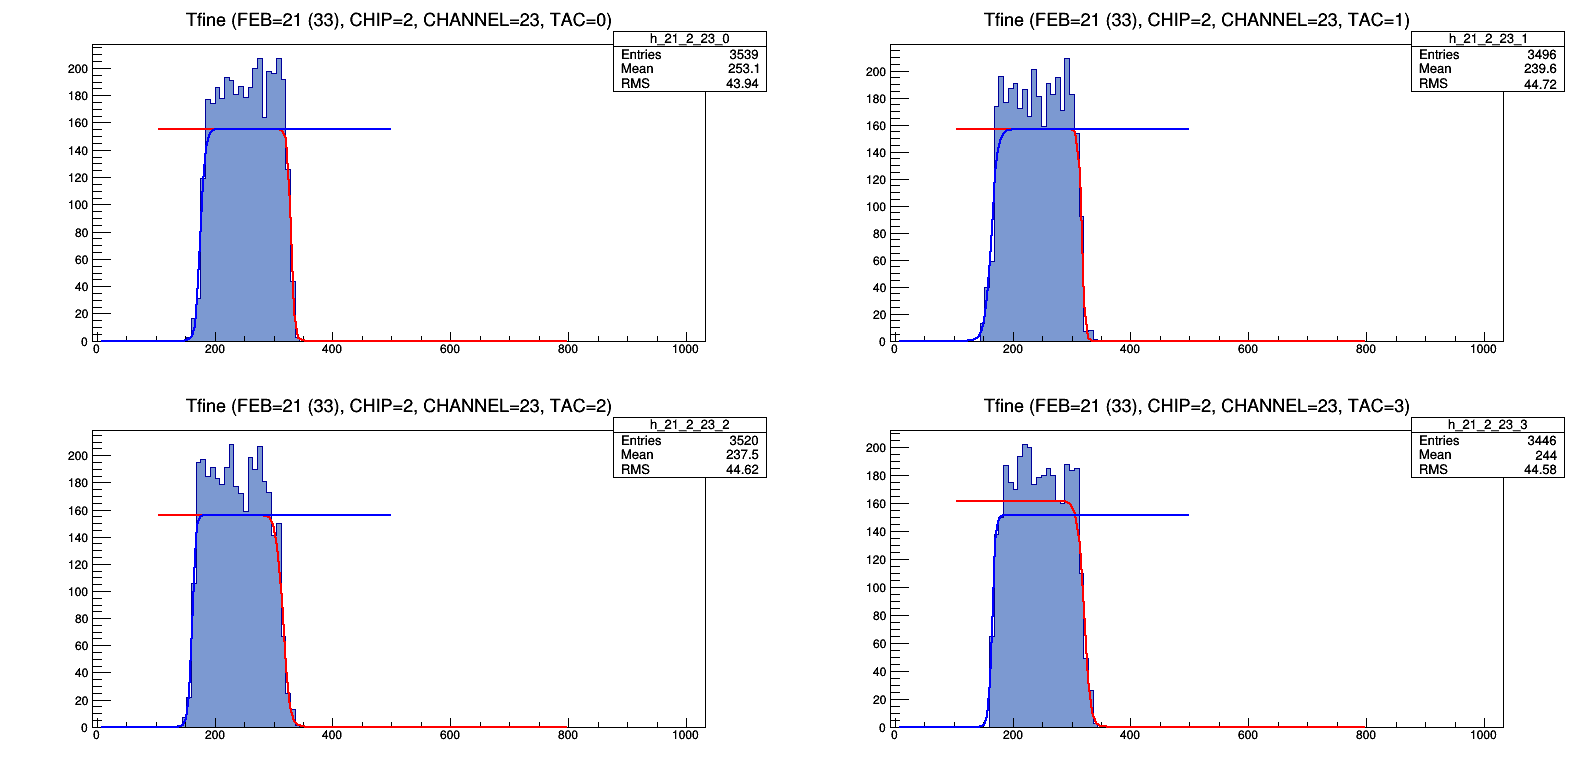 Tfine (FEB=21 (33), CHIP=2, CHANNEL=23, TAC=0)
h_21_2_23_0
Entries 3539
Mean 253.1
RMS 43.94
200
180
160
140
120
100
80
60
40
20
0
0 200 400 600 800 1000
Tfine (FEB=21 (33), CHIP=2, CHANNEL=23, TAC=1)
h_21_2_23_1
Entries 3496
Mean 239.6
RMS 44.72
200
180
160
140
120
100
80
60
40
20
0
0 200 400 600 800 1000
Tfine (FEB=21 (33), CHIP=2, CHANNEL=23, TAC=2)
h_21_2_23_2
Entries 3520
Mean 237.5
RMS 44.62
200
180
160
140
120
100
80
60
40
20
0
0 200 400 600 800 1000
Tfine (FEB=21 (33), CHIP=2, CHANNEL=23, TAC=3)
h_21_2_23_3
Entries 3446
Mean 244
RMS 44.58
200
180
160
140
120
100
80
60
40
20
0
0 200 400 600 800 1000